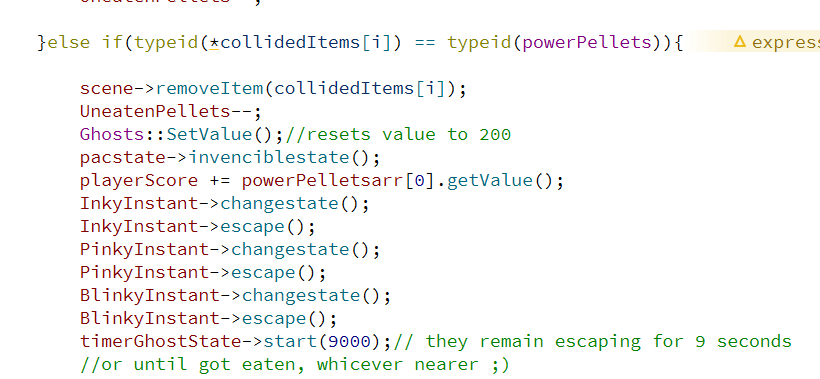 }else if(typeid(*collidedItems[i]) == typeid(powerPellets)){
scene->removeItem(collidedItems[i]);
UneatenPellets--;
Ghosts::SetValue();//resets value to 200
pacstate->invenciblestate();
playerScore += powerPelletsarr[0].getValue();
InkyInstant->changestate();
InkyInstant->escape();
PinkyInstant->changestate();
PinkyInstant->escape();
BlinkyInstant->changestate();
BlinkyInstant->escape();
timerGhostState->start(9000);// they remain escaping for 9 seconds
//or until got eaten, whicever nearer ;)